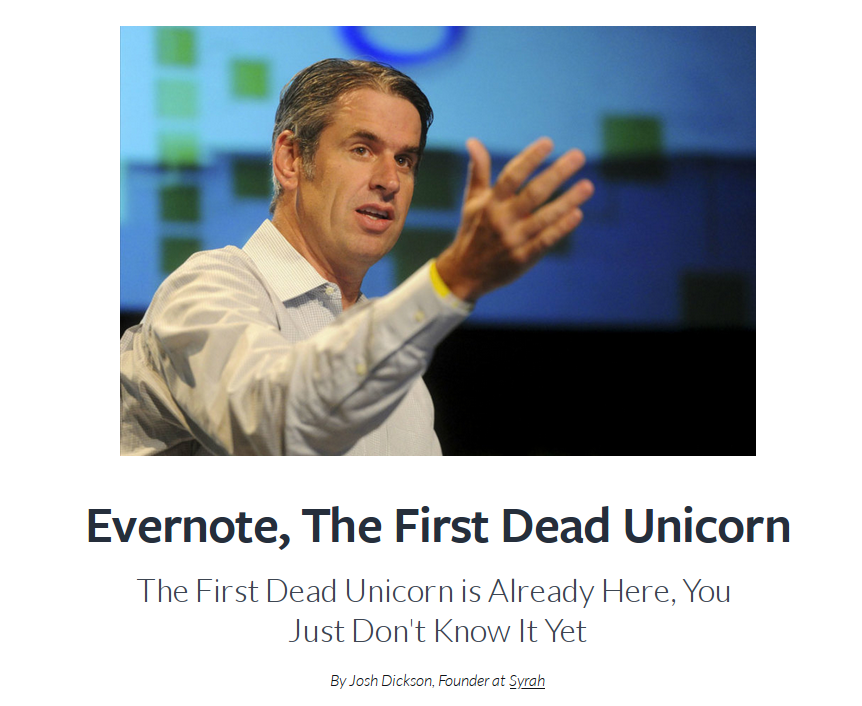 Evernote, The First Dead Unicorn
The First Dead Unicorn is Already Here, You
Just Don't Know It Yet
By Josh Dickson, Founder at Syrah